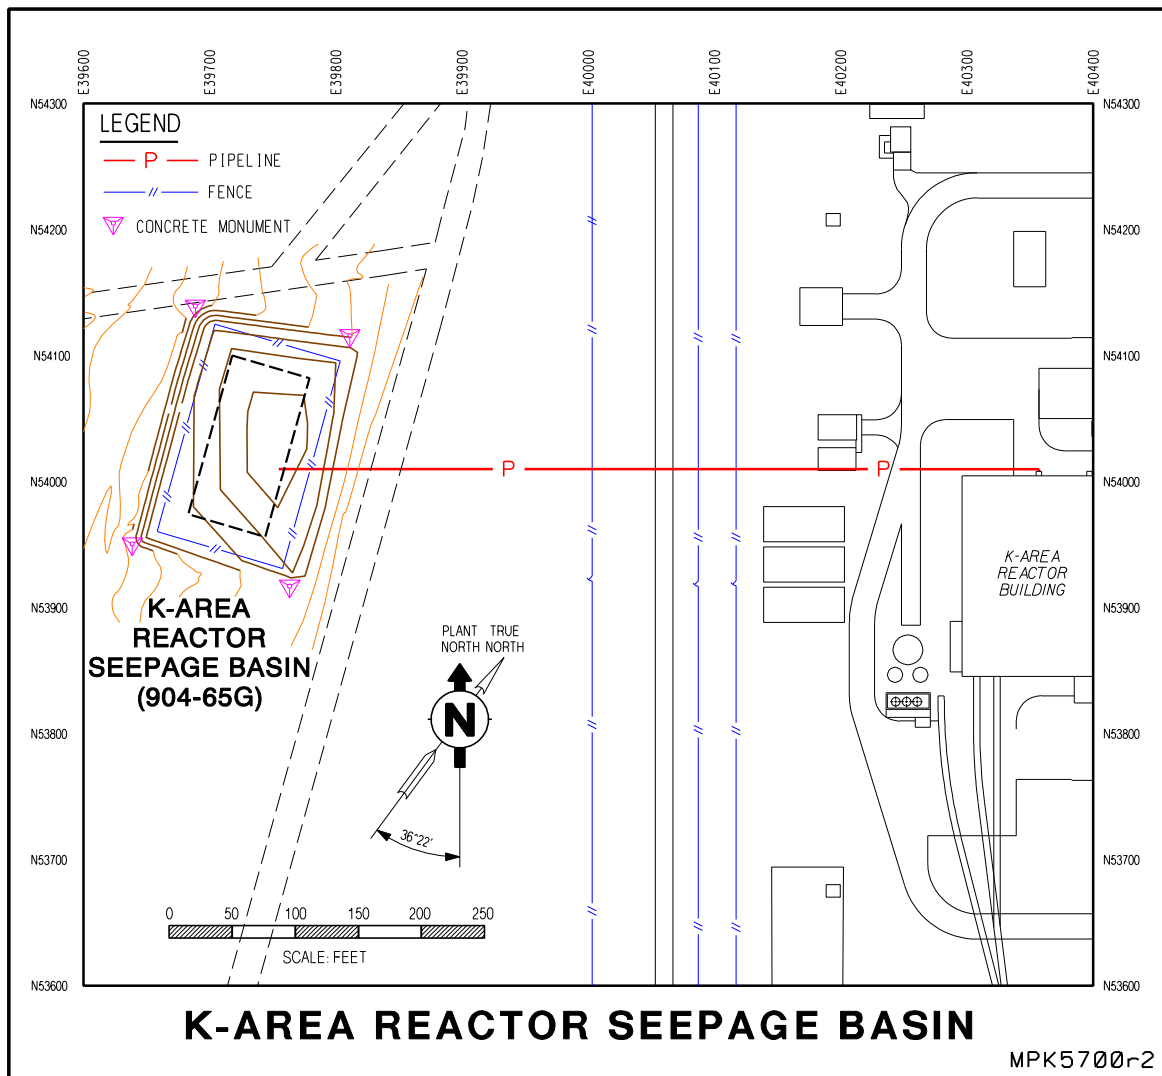 E39600
E39700
E39800
E39900
E40000
E40100
E40200
E40300
E40400
N54300
N54300
LEGEND
P PIPELINE
FENCE
CONCRETE MONUMENT
N54200
N54200
N54100
N54100
P
P
N54000
N54000
K-AREA
REACTOR
BUILDING
N53900
N53900
K-AREA
REACTOR
SEEPAGE BASIN
(904-65G)
PLANT TRUE
NORTH NORTH
N
N53800
N53800
36°22'
N53700
N53700
0 50 100 150 200 250
SCALE: FEET
N53600
N53600
K-AREA REACTOR SEEPAGE BASIN
MPK5700r2